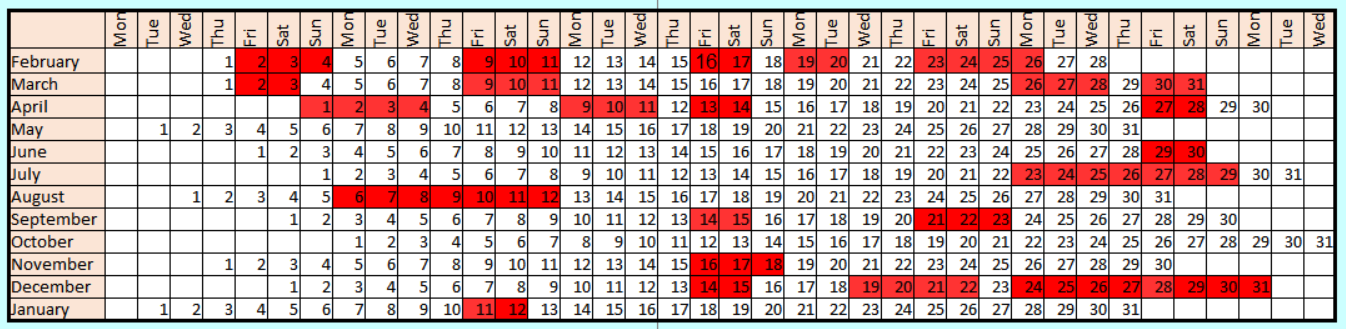 Mon Tue Wed Thu Fri Sat Sun Mon Tue Wed Thu Fri Sat Sun Mon Tue Wed Thu Fri Sat Sun Mon Tue Wed Thu Fri Sat Sun Mon Tue Wed Thu Fri Sat Sun Mon Tue Wed
February 1 2 3 4 5 6 7 8 9 10 11 12 13 14 15 16 17 18 19 20 21 22 23 24 25 26 27 28
March 1 2 3 4 5 6 7 8 9 10 11 12 13 14 15 16 17 18 19 20 21 22 23 24 25 26 27 28 29 30 31
April 1 2 3 4 5 6 7 8 9 10 11 12 13 14 15 16 17 18 19 20 21 22 23 24 25 26 27 28 29 30
May 1 2 3 4 5 6 7 8 9 10 11 12 13 14 15 16 17 18 19 20 21 22 23 24 25 26 27 28 29 30 31
June 1 2 3 4 5 6 7 8 9 10 11 12 13 14 15 16 17 18 19 20 21 22 23 24 25 26 27 28 29 30
July 1 2 3 4 5 6 7 8 9 10 11 12 13 14 15 16 17 18 19 20 21 22 23 24 25 26 27 28 29 30 31
August 1 2 3 4 5 6 7 8 9 10 11 12 13 14 15 16 17 18 19 20 21 22 23 24 25 26 27 28 29 30 31
September 1 2 3 4 5 6 7 8 9 10 11 12 13 14 15 16 17 18 19 20 21 22 23 24 25 26 27 28 29 30
October 1 2 3 4 5 6 7 8 9 10 11 12 13 14 15 16 17 18 19 20 21 22 23 24 25 26 27 28 29 30 31
November 1 2 3 4 5 6 7 8 9 10 11 12 13 14 15 16 17 18 19 20 21 22 23 24 25 26 27 28 29 30
December 1 2 3 4 5 6 7 8 9 10 11 12 13 14 15 16 17 18 19 20 21 22 23 24 25 26 27 28 29 30 31
January 1 2 3 4 5 6 7 8 9 10 11 12 13 14 15 16 17 18 19 20 21 22 23 24 25 26 27 28 29 30 31